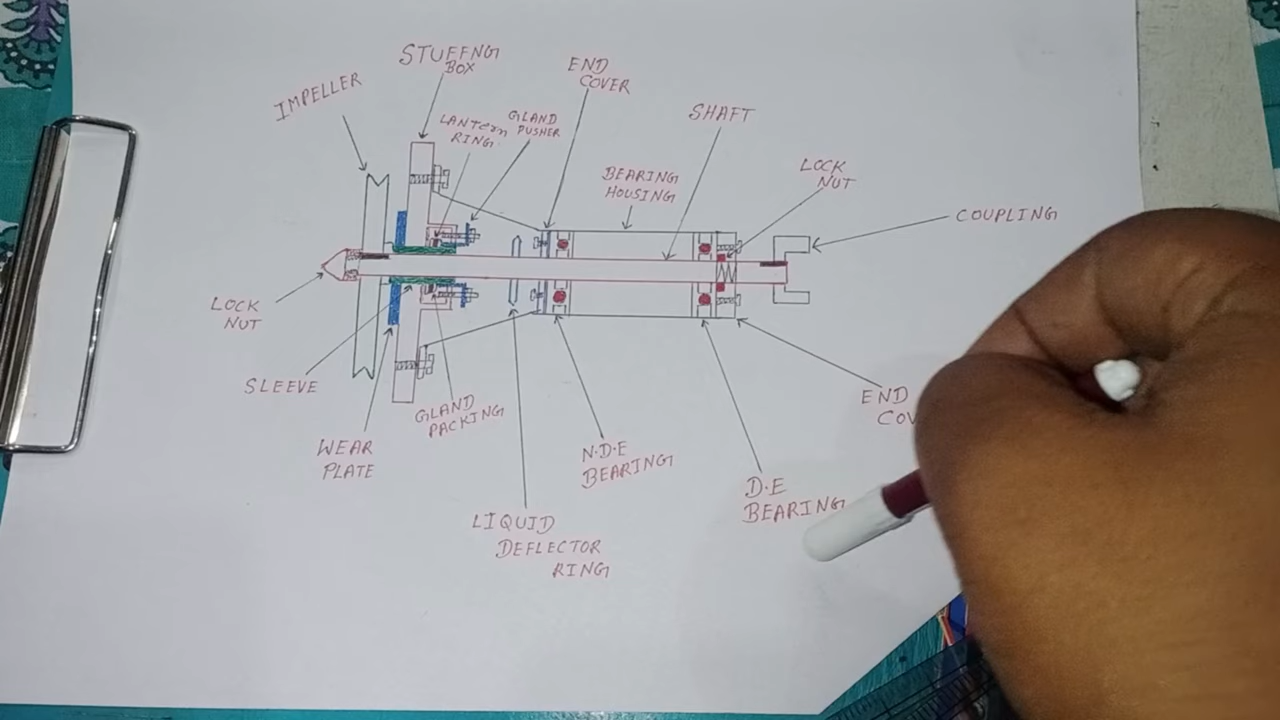 STUFFNG
BOX
END
COVER
IMPELLER
LANTERN
RING
GLAND
PUSHER
SHAFT
BEARING
HOUSING
LOCK
NUT
COUPLING
LOCK
NUT
SLEEVE
GLAND
PACKING
WEAR
PLATE
N.D.E
BEARING
END
COV
D.E
BEARING
LIQUID
DEFLECTOR
RING